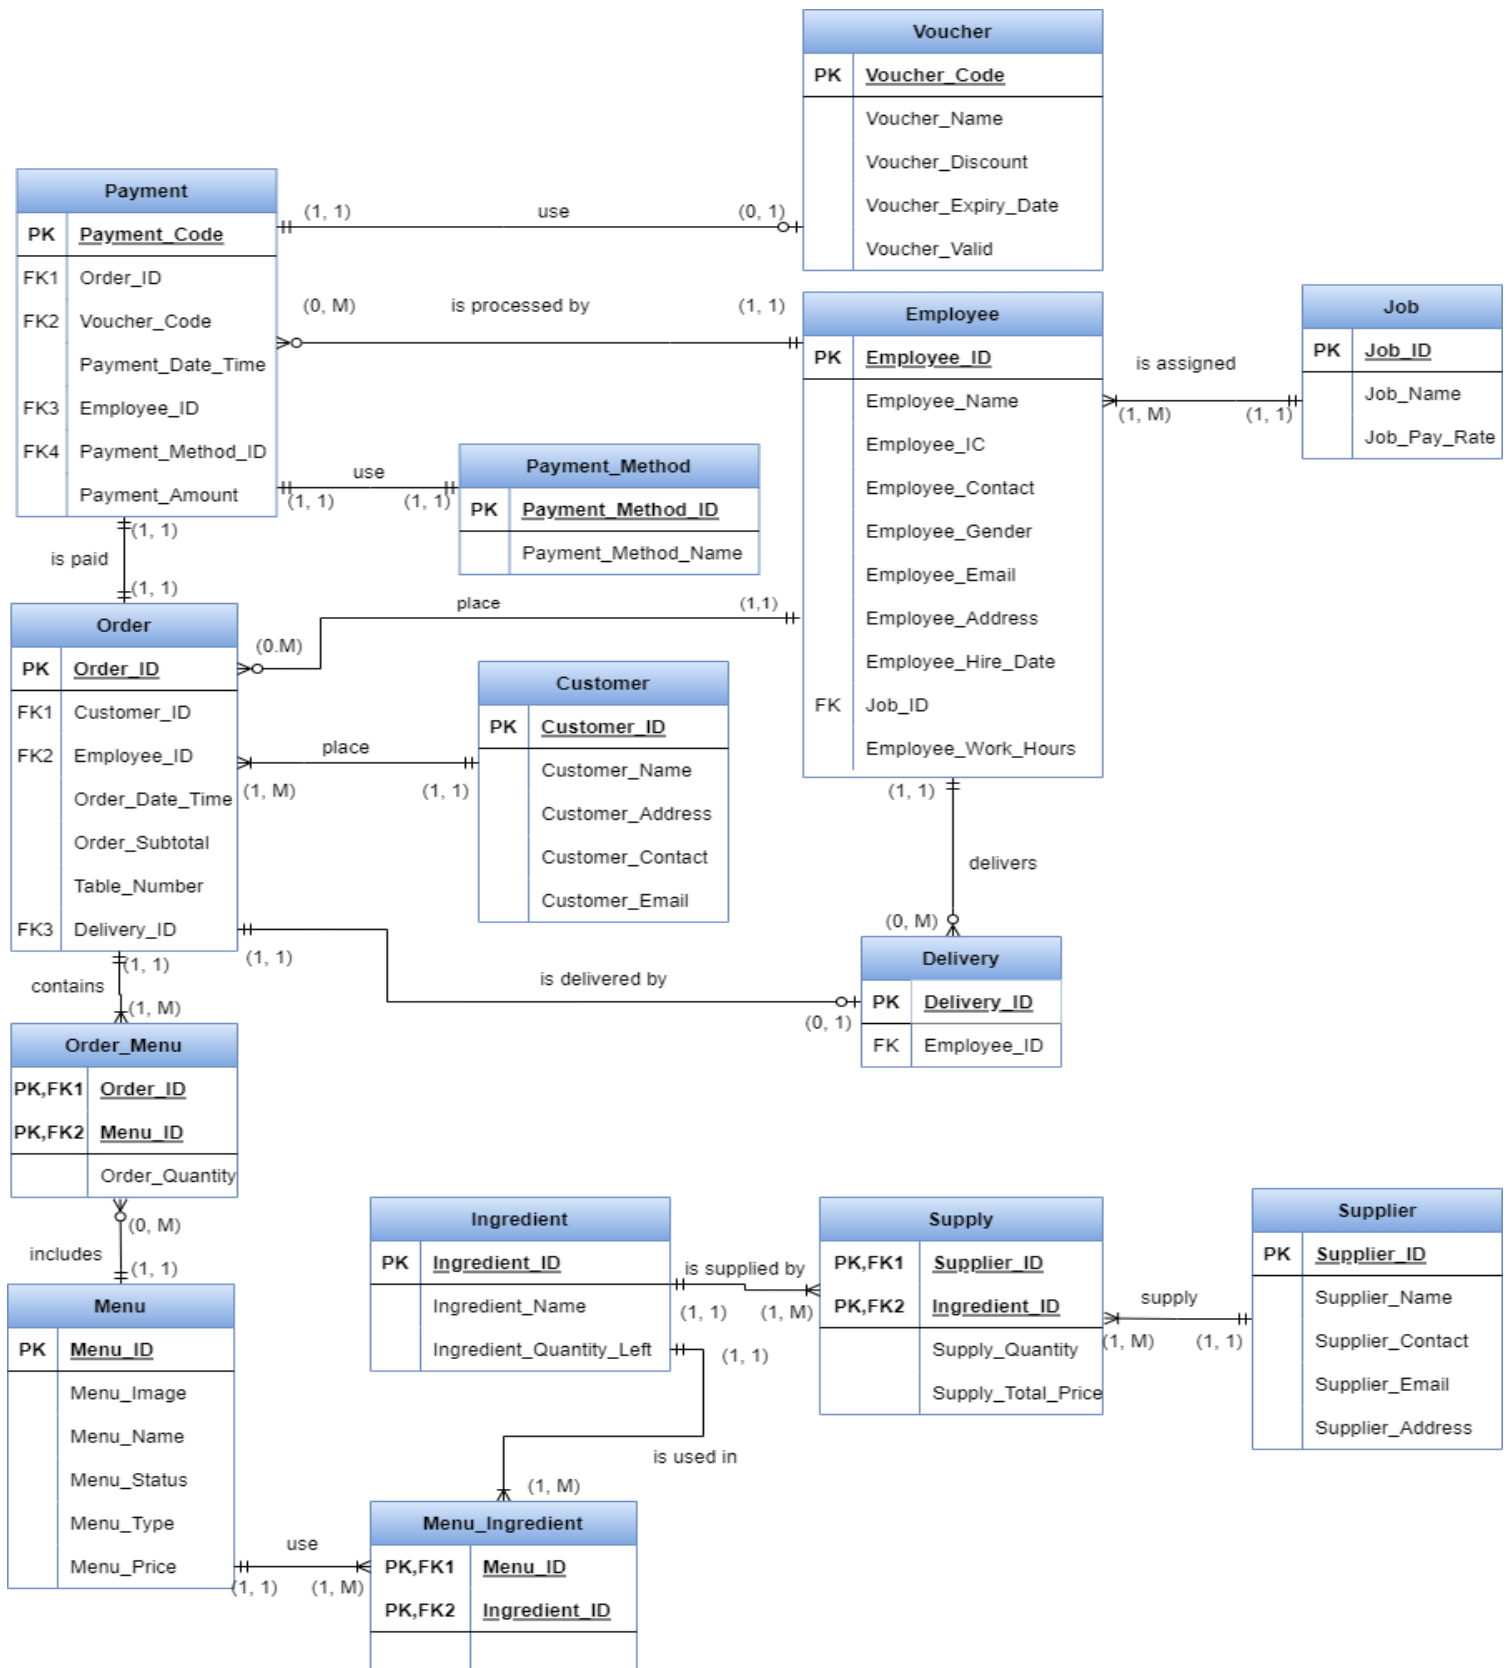 Voucher
PK Voucher_Code
Voucher_Name
Voucher_Discount
Voucher_Expiry_Date
Voucher_Valid
Payment
PK Payment_Code
FK1 Order_ID
FK2 Voucher_Code
Payment_Date_Time
FK3 Employee_ID
FK4 Payment_Method_ID
Payment_Amount
(1, 1) use (0, 1)
(0, M) is processed by (1, 1)
Employee
PK Employee_ID
Employee_Name
Employee_IC
Employee_Contact
Employee_Gender
Employee_Email
Employee_Address
Employee_Hire_Date
FK Job_ID
Employee_Work_Hours
is assigned
(1, M) (1, 1)
Job
PK Job_ID
Job_Name
Job_Pay_Rate
use
(1, 1) (1, 1)
Payment_Method
PK Payment_Method_ID
Payment_Method_Name
(1, 1)
is paid
(1, 1)
place (1,1)
(0.M)
Order
PK Order_ID
FK1 Customer_ID
FK2 Employee_ID
Order_Date_Time
Order_Subtotal
Table_Number
FK3 Delivery_ID
place
(1, M) (1, 1)
Customer
PK Customer_ID
Customer_Name
Customer_Address
Customer_Contact
Customer_Email
(1, 1)
delivers
(0, M)
(1, 1)
is delivered by
(0, 1)
Delivery
PK Delivery_ID
FK Employee_ID
(1, 1)
contains
(1, M)
Order_Menu
PK,FK1 Order_ID
PK,FK2 Menu_ID
Order_Quantity
(0, M)
includes
(1, 1)
Menu
PK Menu_ID
Menu_Image
Menu_Name
Menu_Status
Menu_Type
Menu_Price
Ingredient
PK Ingredient_ID
Ingredient_Name
Ingredient_Quantity_Left
is supplied by
(1, 1) (1, M)
Supply
PK,FK1 Supplier_ID
PK,FK2 Ingredient_ID
Supply_Quantity
Supply_Total_Price
supply
(1, M) (1, 1)
Supplier
PK Supplier_ID
Supplier_Name
Supplier_Contact
Supplier_Email
Supplier_Address
(1, 1)
is used in
(1, M)
use
(1, 1) (1, M)
Menu_Ingredient
PK,FK1 Menu_ID
PK,FK2 Ingredient_ID